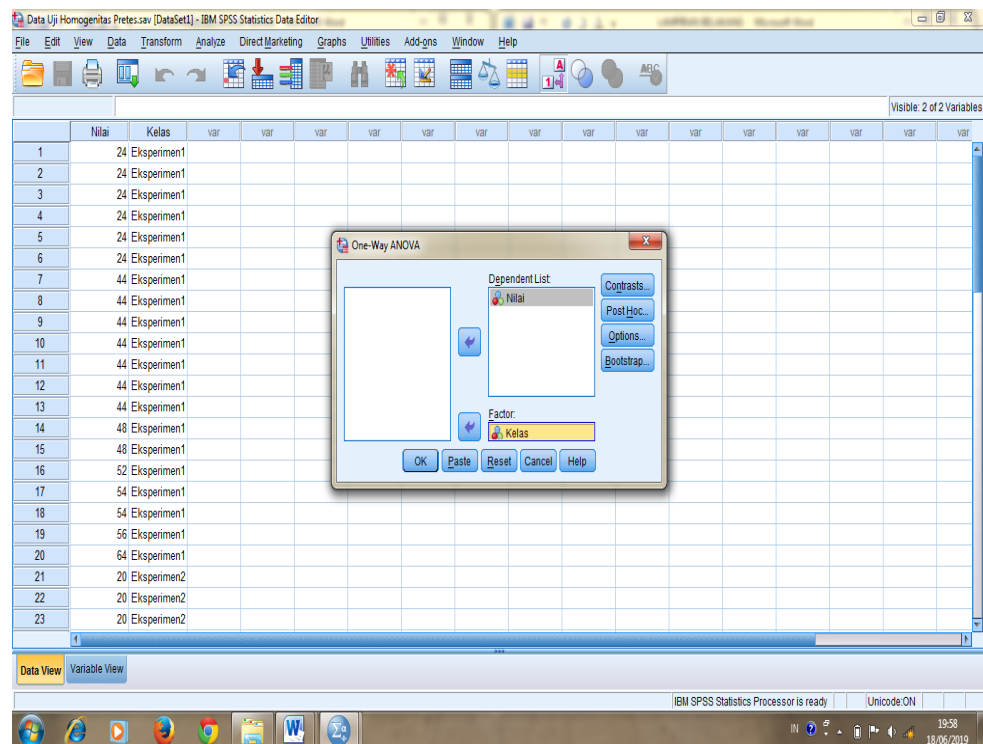 Data Uji Homogenitas Pretes.sav [DataSet1] - IBM SPSS Statistics Data Editor
File Edit View Data Transform Analyze Direct Marketing Graphs Utilities Add-ons Window Help
Visible: 2 of 2 Variables
Nilai Kelas var var var var var var var var var var var var var var var
1 24 Eksperimen1
2 24 Eksperimen1
3 24 Eksperimen1
4 24 Eksperimen1
5 24 Eksperimen1
6 24 Eksperimen1
7 44 Eksperimen1
8 44 Eksperimen1
9 44 Eksperimen1
10 44 Eksperimen1
11 44 Eksperimen1
12 44 Eksperimen1
13 44 Eksperimen1
14 48 Eksperimen1
15 48 Eksperimen1
16 52 Eksperimen1
17 54 Eksperimen1
18 54 Eksperimen1
19 56 Eksperimen1
20 64 Eksperimen1
21 20 Eksperimen2
22 20 Eksperimen2
23 20 Eksperimen2
One-Way ANOVA
Dependent List:
Nilai
Contrasts...
Post Hoc...
Options...
Bootstrap...
Factor:
Kelas
OK Paste Reset Cancel Help
Data View Variable View
IBM SPSS Statistics Processor is ready Unicode:ON
IN 19:58
18/06/2019